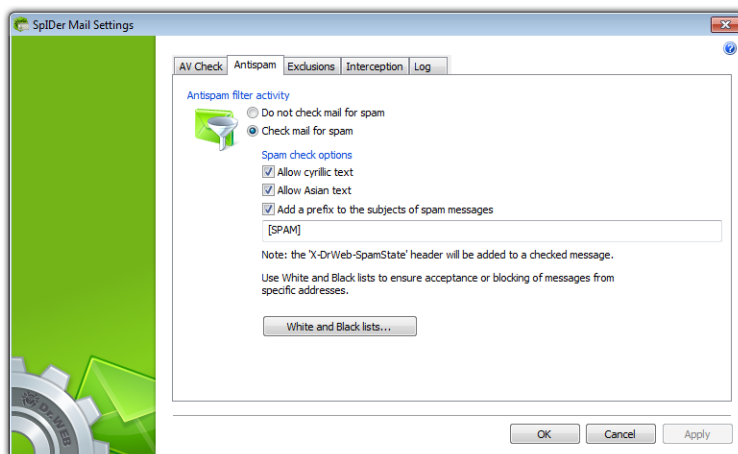 SpIDer Mail Settings
AV Check Antispam Exclusions Interception Log
Antispam filter activity
Do not check mail for spam
Check mail for spam
Spam check options
Allow cyrillic text
Allow Asian text
Add a prefix to the subjects of spam messages
[SPAM]
Note: the 'X-DrWeb-SpamState' header will be added to a checked message.
Use White and Black lists to ensure acceptance or blocking of messages from
specific addresses.
White and Black lists...
Dr.WEB
OK Cancel Apply